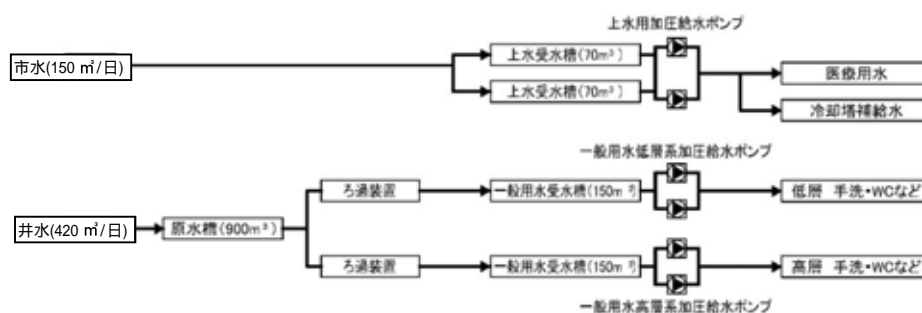 上水用加圧給水ポンプ
市水(150 ㎥/日)
上水受水槽(70m³)
上水受水槽(70m³)
医療用水
冷却塔補給水
一般用水低層系加圧給水ポンプ
ろ過装置
一般用水受水槽(150m³)
低層 手洗・WCなど
井水(420 ㎥/日)
原水槽(900m³)
ろ過装置
一般用水受水槽(150m³)
高層 手洗・WCなど
一般用水高層系加圧給水ポンプ